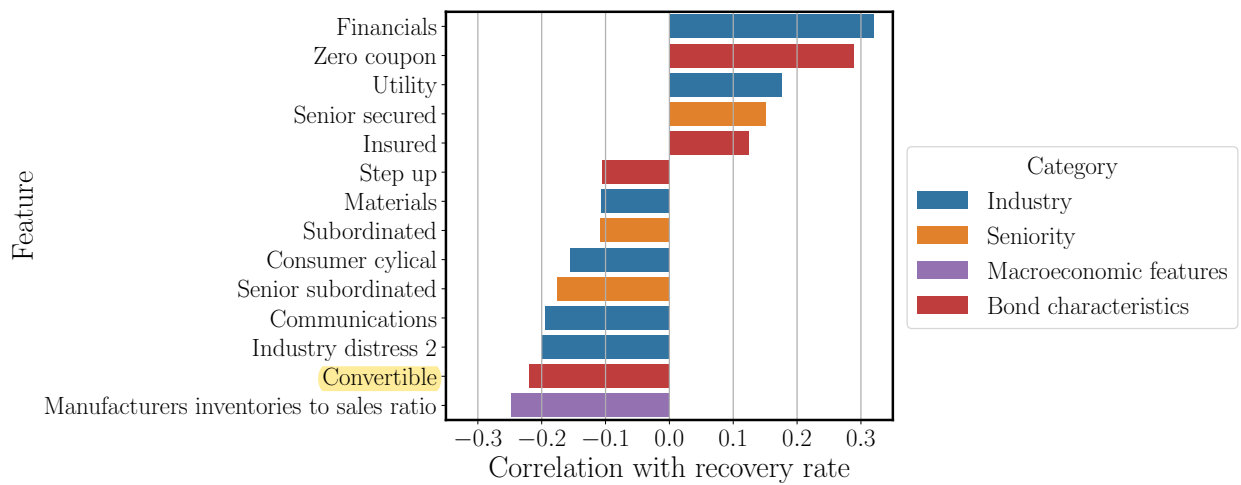 Financials
Zero coupon
Utility
Senior secured
Insured
Step up
Materials
Subordinated
Consumer cylical
Senior subordinated
Communications
Industry distress 2
Convertible
Manufacturers inventories to sales ratio
Feature
−0.3 −0.2 −0.1 0.0 0.1 0.2 0.3
Correlation with recovery rate
Category
Industry
Seniority
Macroeconomic features
Bond characteristics